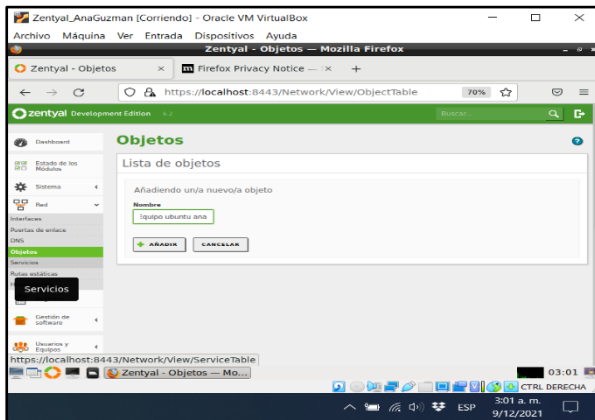 Zentyal_AnaGuzman [Corriendo] - Oracle VM VirtualBox
Archivo Máquina Ver Entrada Dispositivos Ayuda
Zentyal - Objetos — Mozilla Firefox
Zentyal - Objetos
Firefox Privacy Notice —
https://localhost:8443/Network/View/ObjectTable
70%
zentyal Development Edition 6.2
Buscar...
Dashboard
Objetos
Estado de los
Módulos
Lista de objetos
Sistema
Añadiendo un/a nuevo/a objeto
Red
Nombre
Interfaces
quipo ubuntu ana
Puertas de enlace
DNS
AÑADIR
CANCELAR
Objetos
Servicios
Rutas estáticas
Servicios
Gestión de
software
Usuarios y
Equipos
https://localhost:8443/Network/View/ServiceTable
Zentyal - Objetos — Mo...
03:01
CTRL DERECHA
ESP
3:01 a. m.
9/12/2021